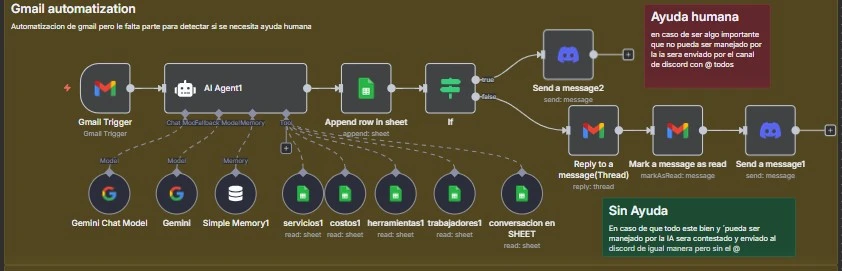 Gmail automatization
Automatizacion de gmail pero le falta parte para detectar si se necesita ayuda humana
Ayuda humana
en caso de ser algo importante
que no pueda ser manejado por
la ia sera enviado por el canal
de discord con @ todos
AI Agent1
true
false
Gmail Trigger
Gmail Trigger
Append row in sheet
append: sheet
If
Send a message2
send: message
Chat Mod
Fallback Model
Memory
Tool
Reply to a
message(Thread)
reply: thread
Mark a message as read
markAsRead: message
Send a message1
send: message
Model
Model
Memory
Gemini Chat Model
Gemini
Simple Memory1
servicios1
read: sheet
costos1
read: sheet
herramientas1
read: sheet
trabajadores1
read: sheet
conversacion en
SHEET
read: sheet
Sin Ayuda
En caso de que todo este bien y ´pueda ser
manejado por la IA sera contestado y enviado al
discord de igual manera pero sin el @